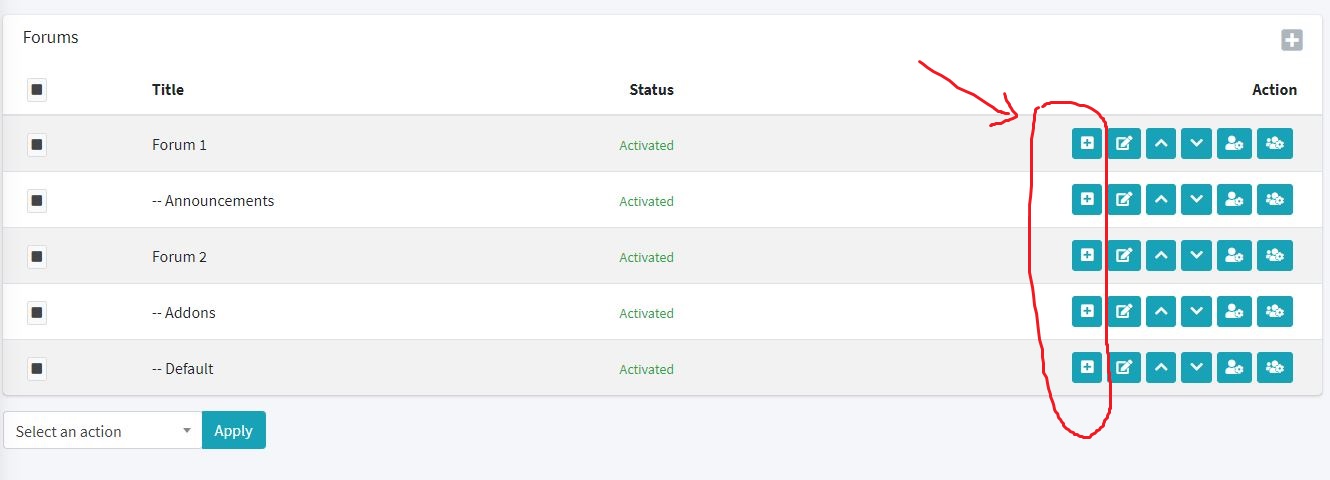 Forums
Title Status Action
Forum 1 Activated
-- Announcements Activated
Forum 2 Activated
-- Addons Activated
-- Default Activated
Select an action Apply